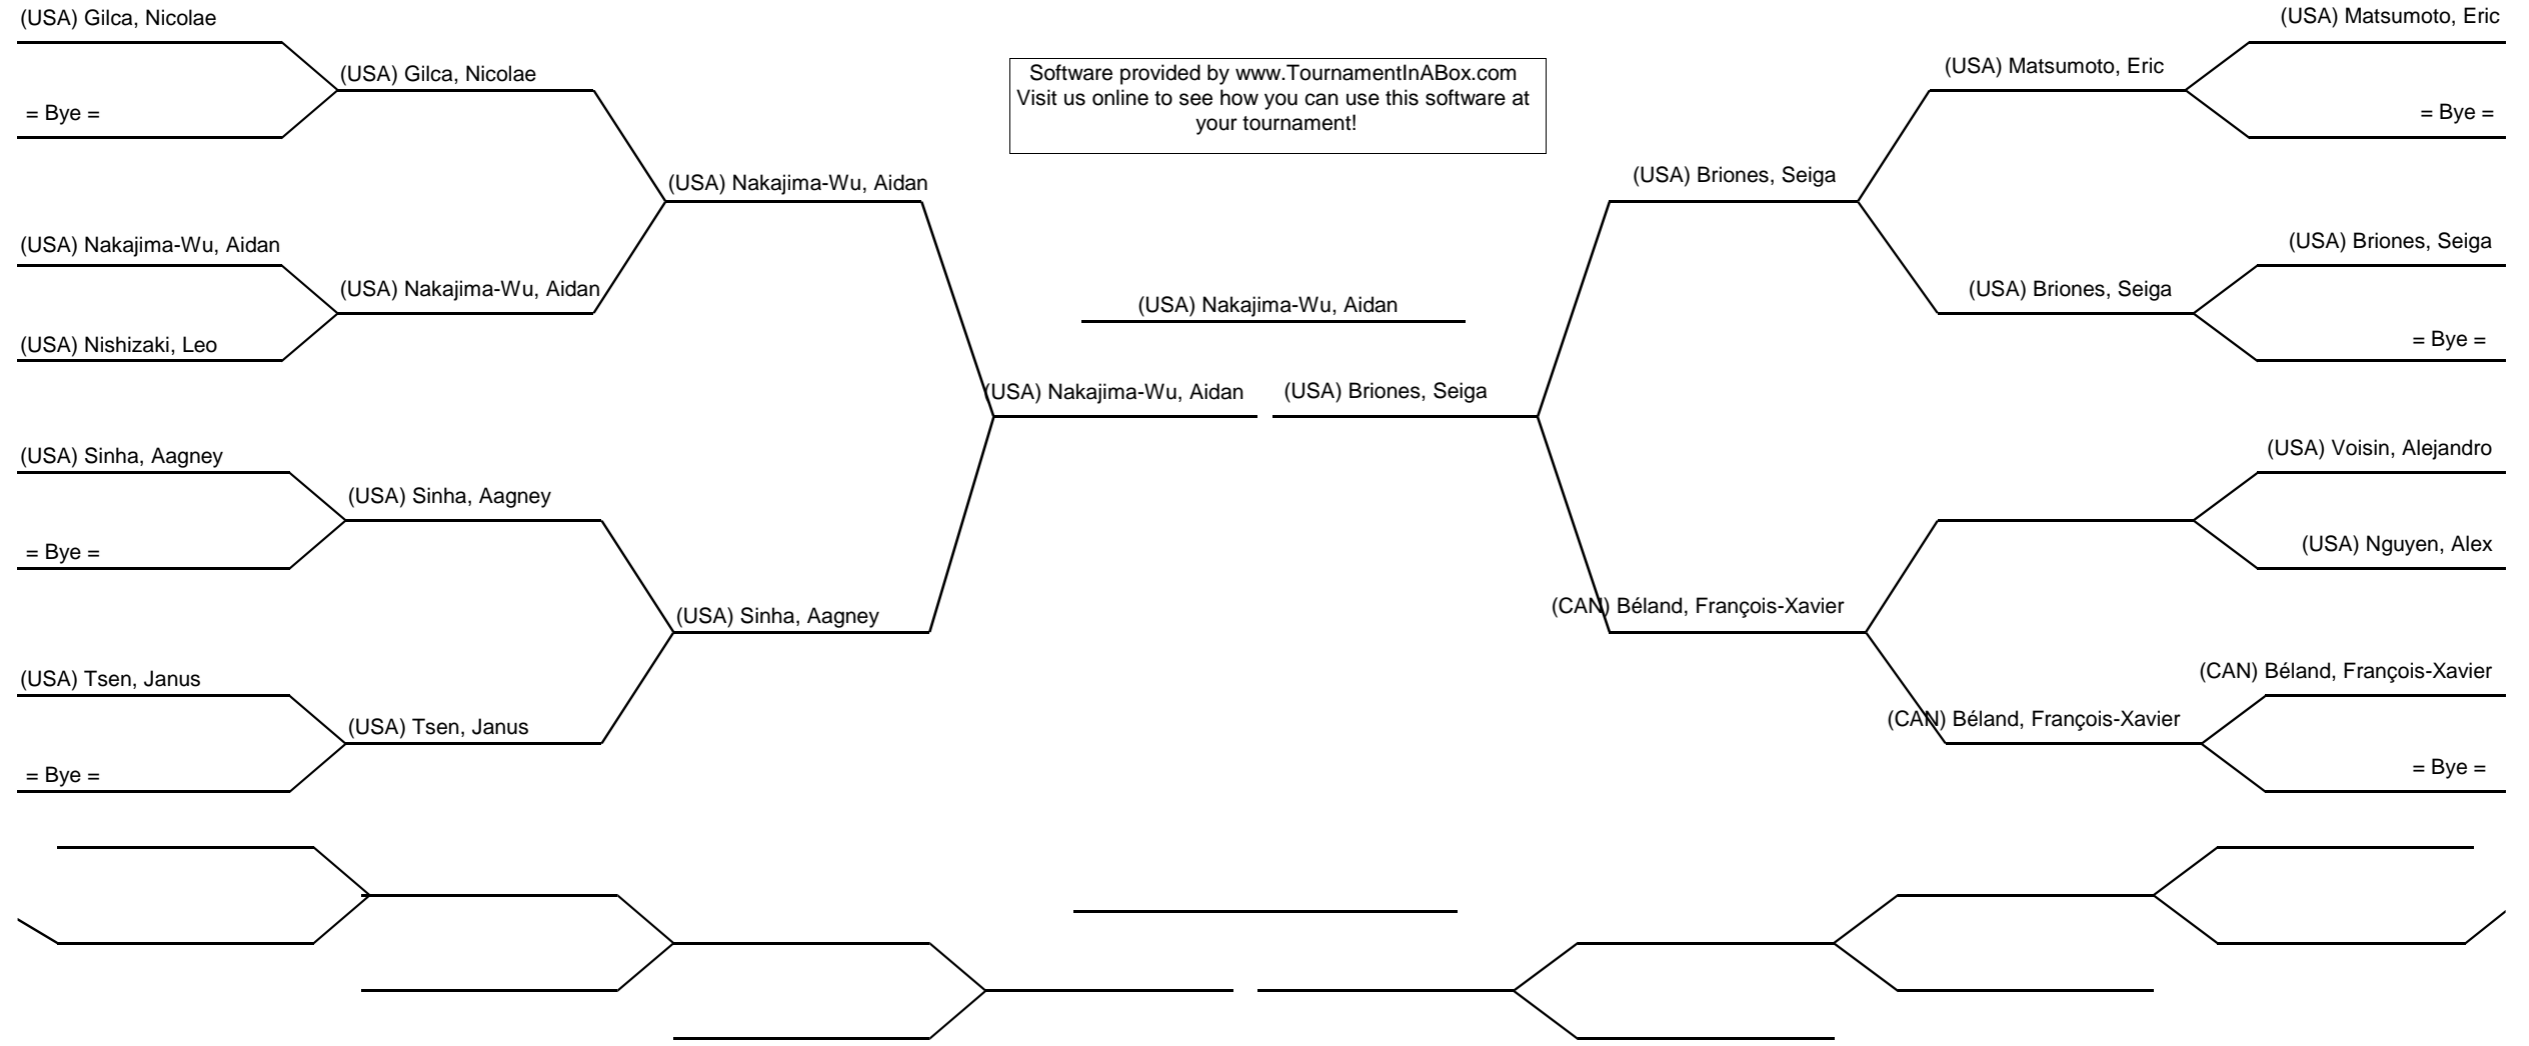 (USA) Gilca, Nicolae
= Bye =
(USA) Nakajima-Wu, Aidan
(USA) Nishizaki, Leo
(USA) Sinha, Aagney
= Bye =
(USA) Tsen, Janus
= Bye =
(USA) Gilca, Nicolae
(USA) Nakajima-Wu, Aidan
(USA) Sinha, Aagney
(USA) Tsen, Janus
(USA) Nakajima-Wu, Aidan
(USA) Sinha, Aagney
Software provided by www.TournamentInABox.com
Visit us online to see how you can use this software at
your tournament!
(USA) Nakajima-Wu, Aidan
(USA) Nakajima-Wu, Aidan
(USA) Briones, Seiga
(USA) Briones, Seiga
(CAN) Béland, François-Xavier
(USA) Matsumoto, Eric
(USA) Briones, Seiga
(CAN) Béland, François-Xavier
(USA) Matsumoto, Eric
= Bye =
(USA) Briones, Seiga
= Bye =
(USA) Voisin, Alejandro
(USA) Nguyen, Alex
(CAN) Béland, François-Xavier
= Bye =